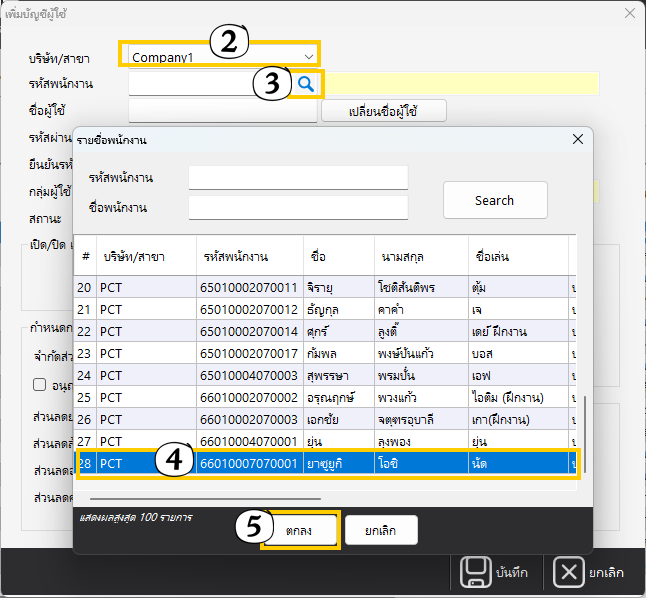 เพิ่มบัญชีผู้ใช้
2
บริษัท/สาขา Company1
รหัสพนักงาน 3
ชื่อผู้ใช้ เปลี่ยนชื่อผู้ใช้
รหัสผ่าน
ยืนยันรหั
กลุ่มผู้ใช้
สถานะ
เปิด/ปิด
กำหนดก
จำกัดส่ว
อนุญ
ส่วนลดย
ส่วนลดส
ส่วนลดอ
ส่วนลดค
รายชื่อพนักงาน
รหัสพนักงาน
ชื่อพนักงาน
Search
# บริษัท/สาขา รหัสพนักงาน ชื่อ นามสกุล ชื่อเล่น
20 PCT 65010002070011 จิรายุ โชติสันติพร ตุ้ม
21 PCT 65010002070012 ธัญกุล คาคำ เจ
22 PCT 65010002070014 ศุกร์ ลูงตี๊ เดย์ ฝึกงาน
23 PCT 65010002070017 กัมพล พงษ์ปันแก้ว บอส
24 PCT 65010004070003 สุพรรษา พรมปั๋น เอฟ
25 PCT 66010002070002 อรุณฤกษ์ พวงแก้ว ไอติม (ฝึกงาน)
26 PCT 66010002070003 เอกชัย จตุฑรอุบาลี เกา(ฝึกงาน)
27 PCT 66010004070001 ยุ่น ลุงพอง ยุ่น
28 PCT 4 66010007070001 ยาซูยูกิ โอชิ นัด
แสดงผลสูงสุด 100 รายการ
5 ตกลง ยกเลิก
บันทึก ยกเลิก